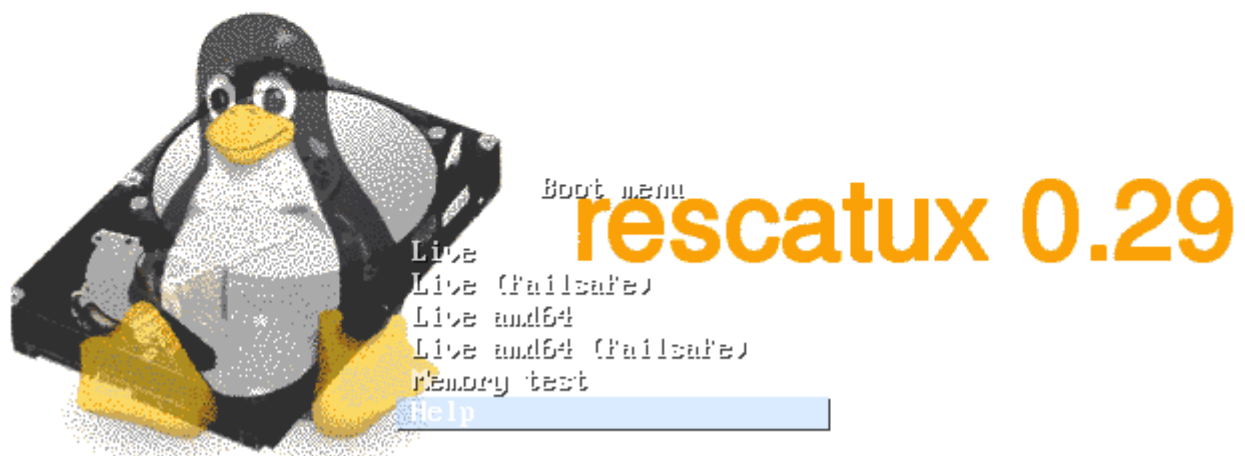 Boot menu
rescatux 0.29
Live
Live (failsafe)
Live amd64
Live amd64 (failsafe)
Memory test
Help